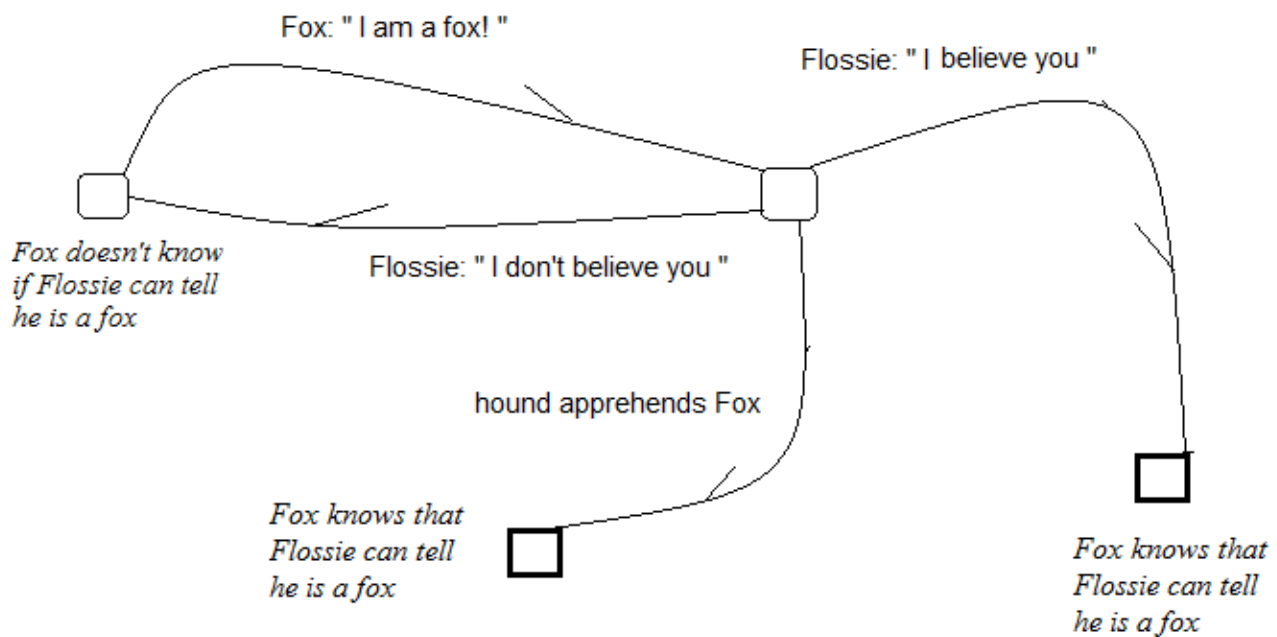 Fox: " I am a fox! "
Flossie: " I believe you "
Fox doesn't know
if Flossie can tell
he is a fox
Flossie: " I don't believe you "
hound apprehends Fox
Fox knows that
Flossie can tell
he is a fox
Fox knows that
Flossie can tell
he is a fox